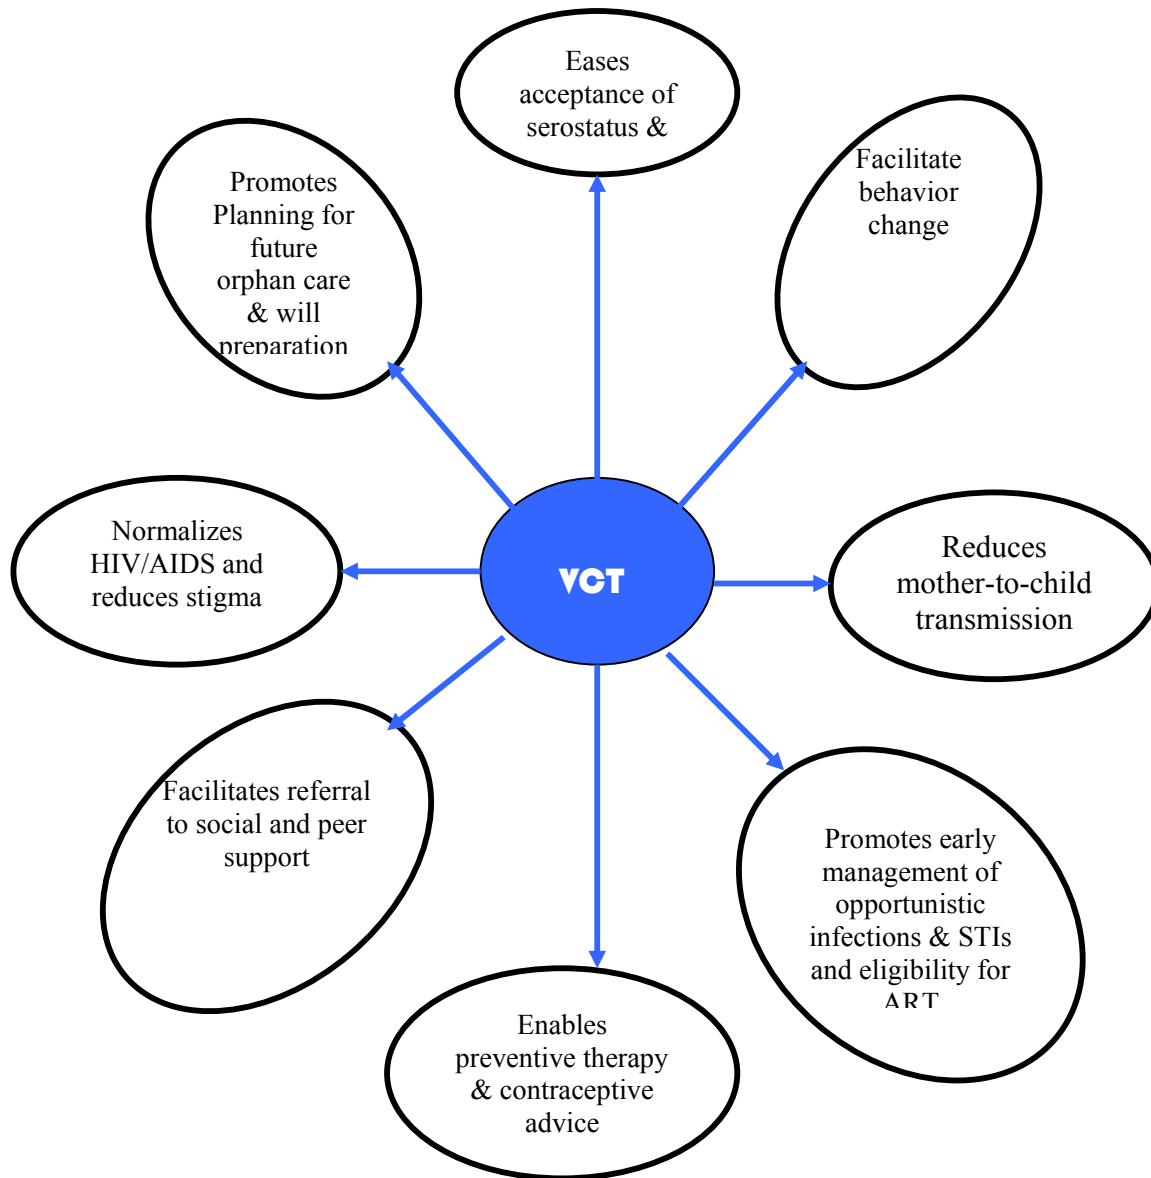 Eases
acceptance of
serostatus &
Facilitate
behavior
change
Promotes
Planning for
future
orphan care
& will
preparation
Normalizes
HIV/AIDS and
reduces stigma
VCT
Reduces
mother-to-child
transmission
Facilitates referral
to social and peer
support
Promotes early
management of
opportunistic
infections & STIs
and eligibility for
ART
Enables
preventive therapy
& contraceptive
advice